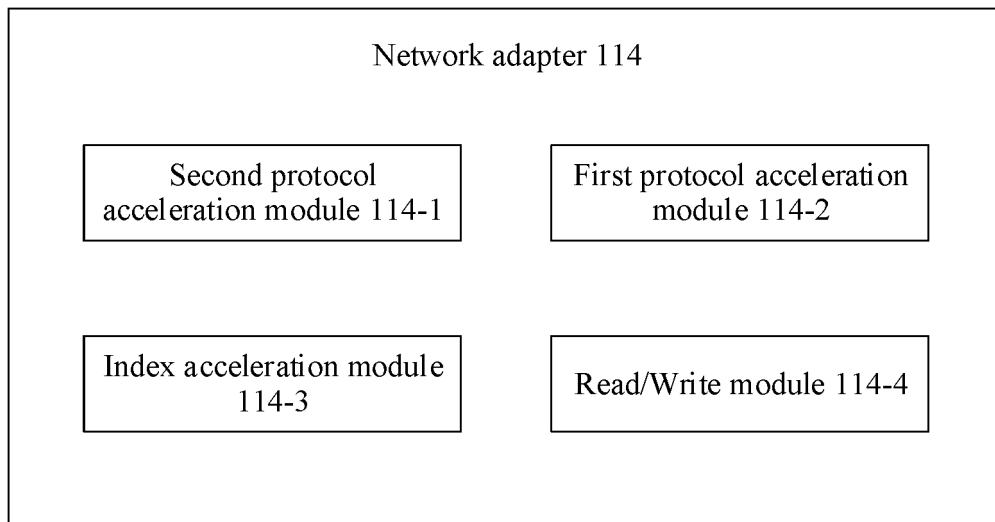 Network adapter 114
Second protocol
acceleration module 114-1
First protocol acceleration
module 114-2
Index acceleration module
114-3
Read/Write module 114-4